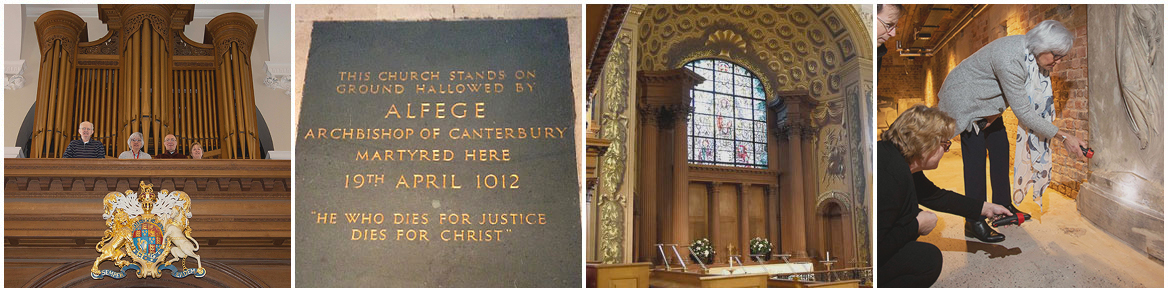 SEMPER EADEM
THIS CHURCH STANDS ON
GROUND HALLOWED BY
ALFEGE
ARCHBISHOP OF CANTERBURY
MARTYRED HERE
19TH APRIL 1012
"HE WHO DIES FOR JUSTICE
DIES FOR CHRIST"